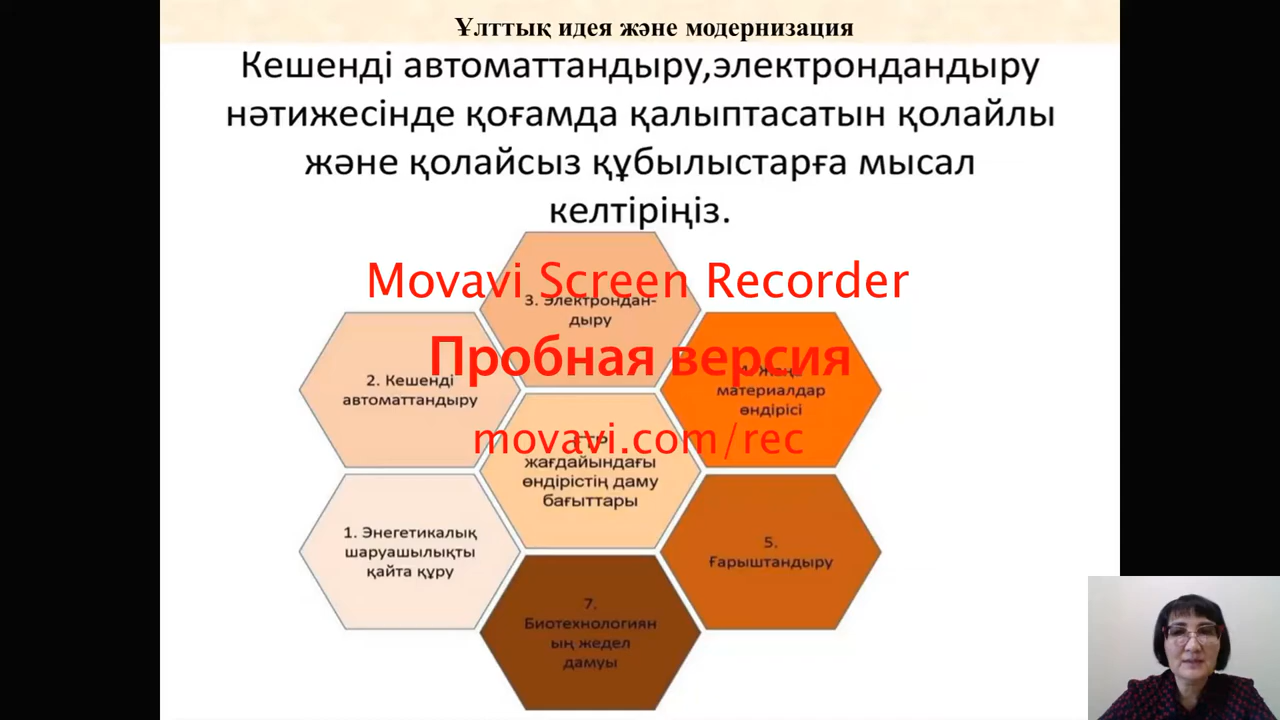 Ұлттық идея және модернизация
Кешенді автоматтандыру,электрондандыру
нәтижесінде қоғамда қалыптасатын қолайлы
және қолайсыз құбылыстарға мысал
келтіріңіз.
Movavi Screen Recorder
Пробная версия
movavi.com/rec
3. Электрондан-
дыру
2. Кешенді
автоматтандыру
материалдар
өндірісі
жағдайындағы
өндірістің даму
бағыттары
1. Энегетикалық
шаруашылықты
қайта құру
5.
Ғарыштандыру
7.
Биотехнологиян
ың жедел
дамуы